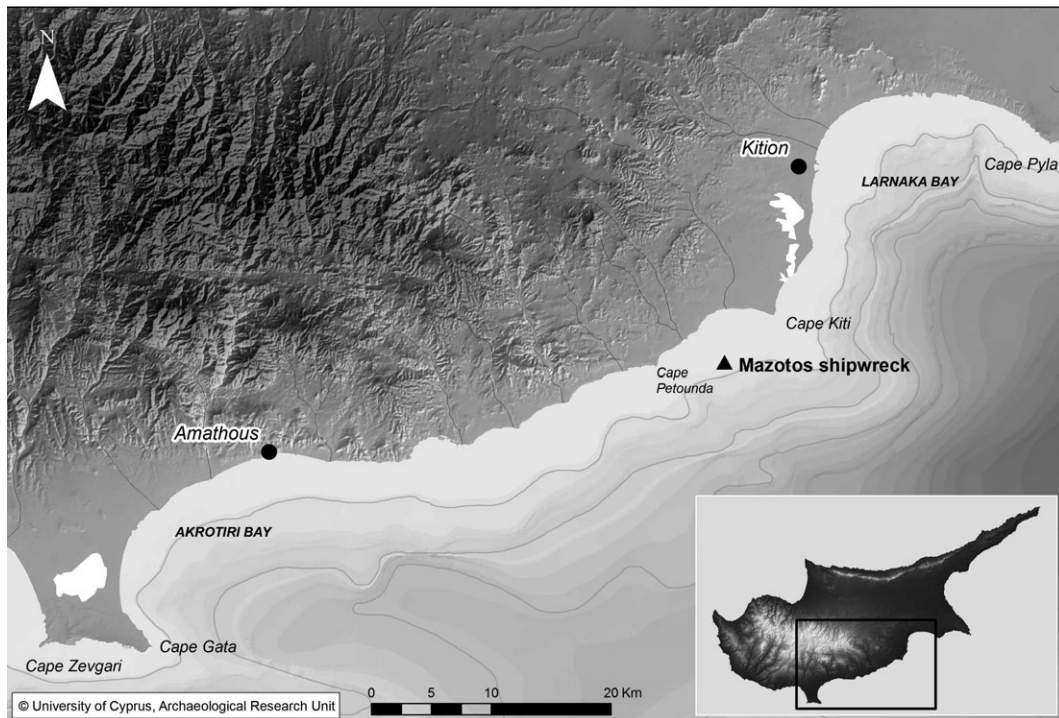 N
Kition
Cape Pyla
LARNAKA BAY
Cape Kiti
Mazotos shipwreck
Cape
Petounda
Amathous
AKROTIRI BAY
Cape Gata
Cape Zevgari
© University of Cyprus, Archaeological Research Unit
0 5 10 20 Km